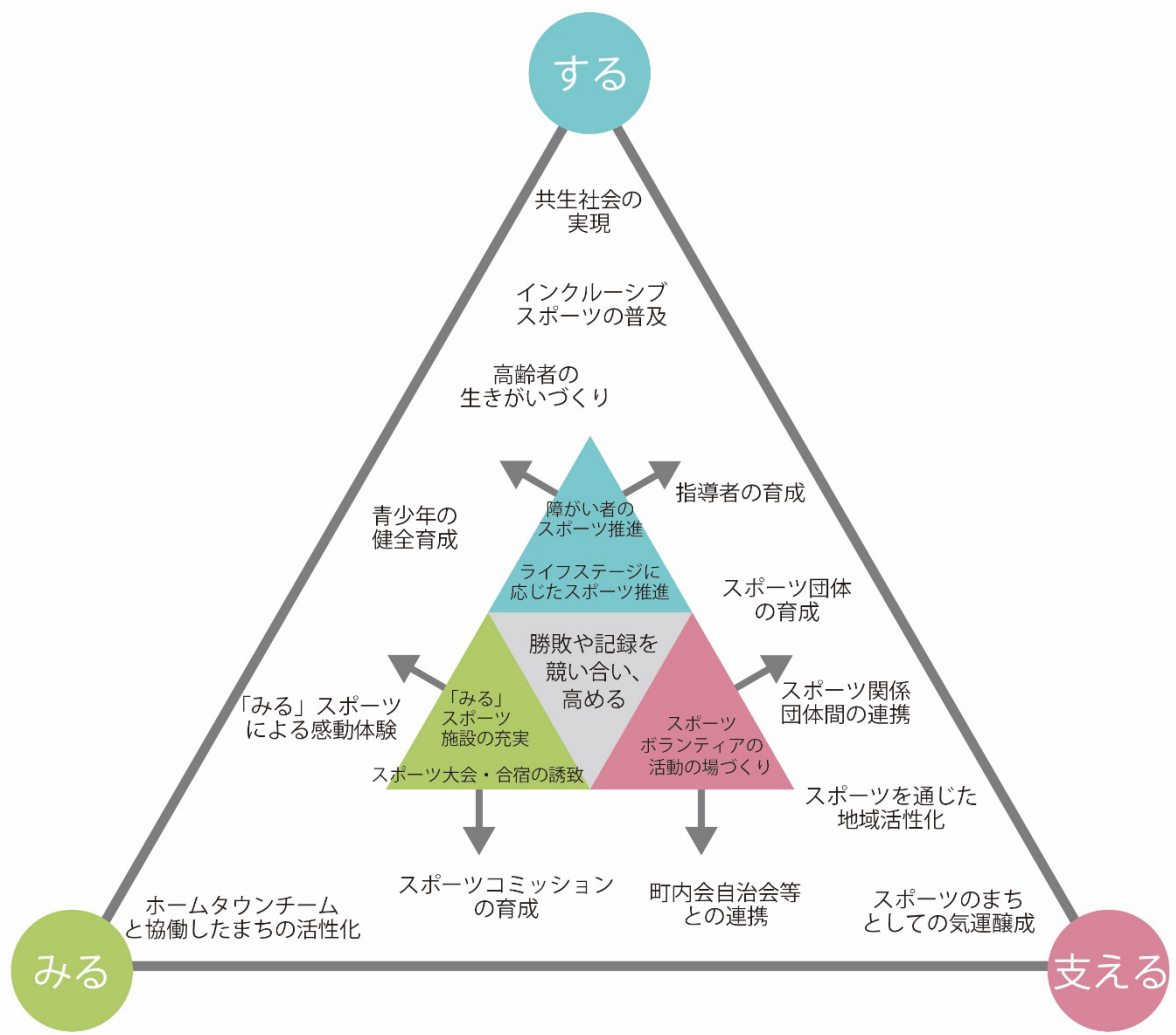 する
共生社会の
実現
インクルーシブ
スポーツの普及
高齢者の
生きがいづくり
指導者の育成
青少年の
健全育成
障がい者の
スポーツ推進
ライフステージに
応じたスポーツ推進
スポーツ団体
の育成
勝敗や記録を
競い合い、
高める
「みる」スポーツ
による感動体験
「みる」
スポーツ
施設の充実
スポーツ大会・合宿の誘致
スポーツ
ボランティアの
活動の場づくり
スポーツ関係
団体間の連携
スポーツを通じた
地域活性化
スポーツコミッション
の育成
町内会自治会等
との連携
ホームタウンチーム
と協働したまちの活性化
スポーツのまち
としての気運醸成
みる
支える